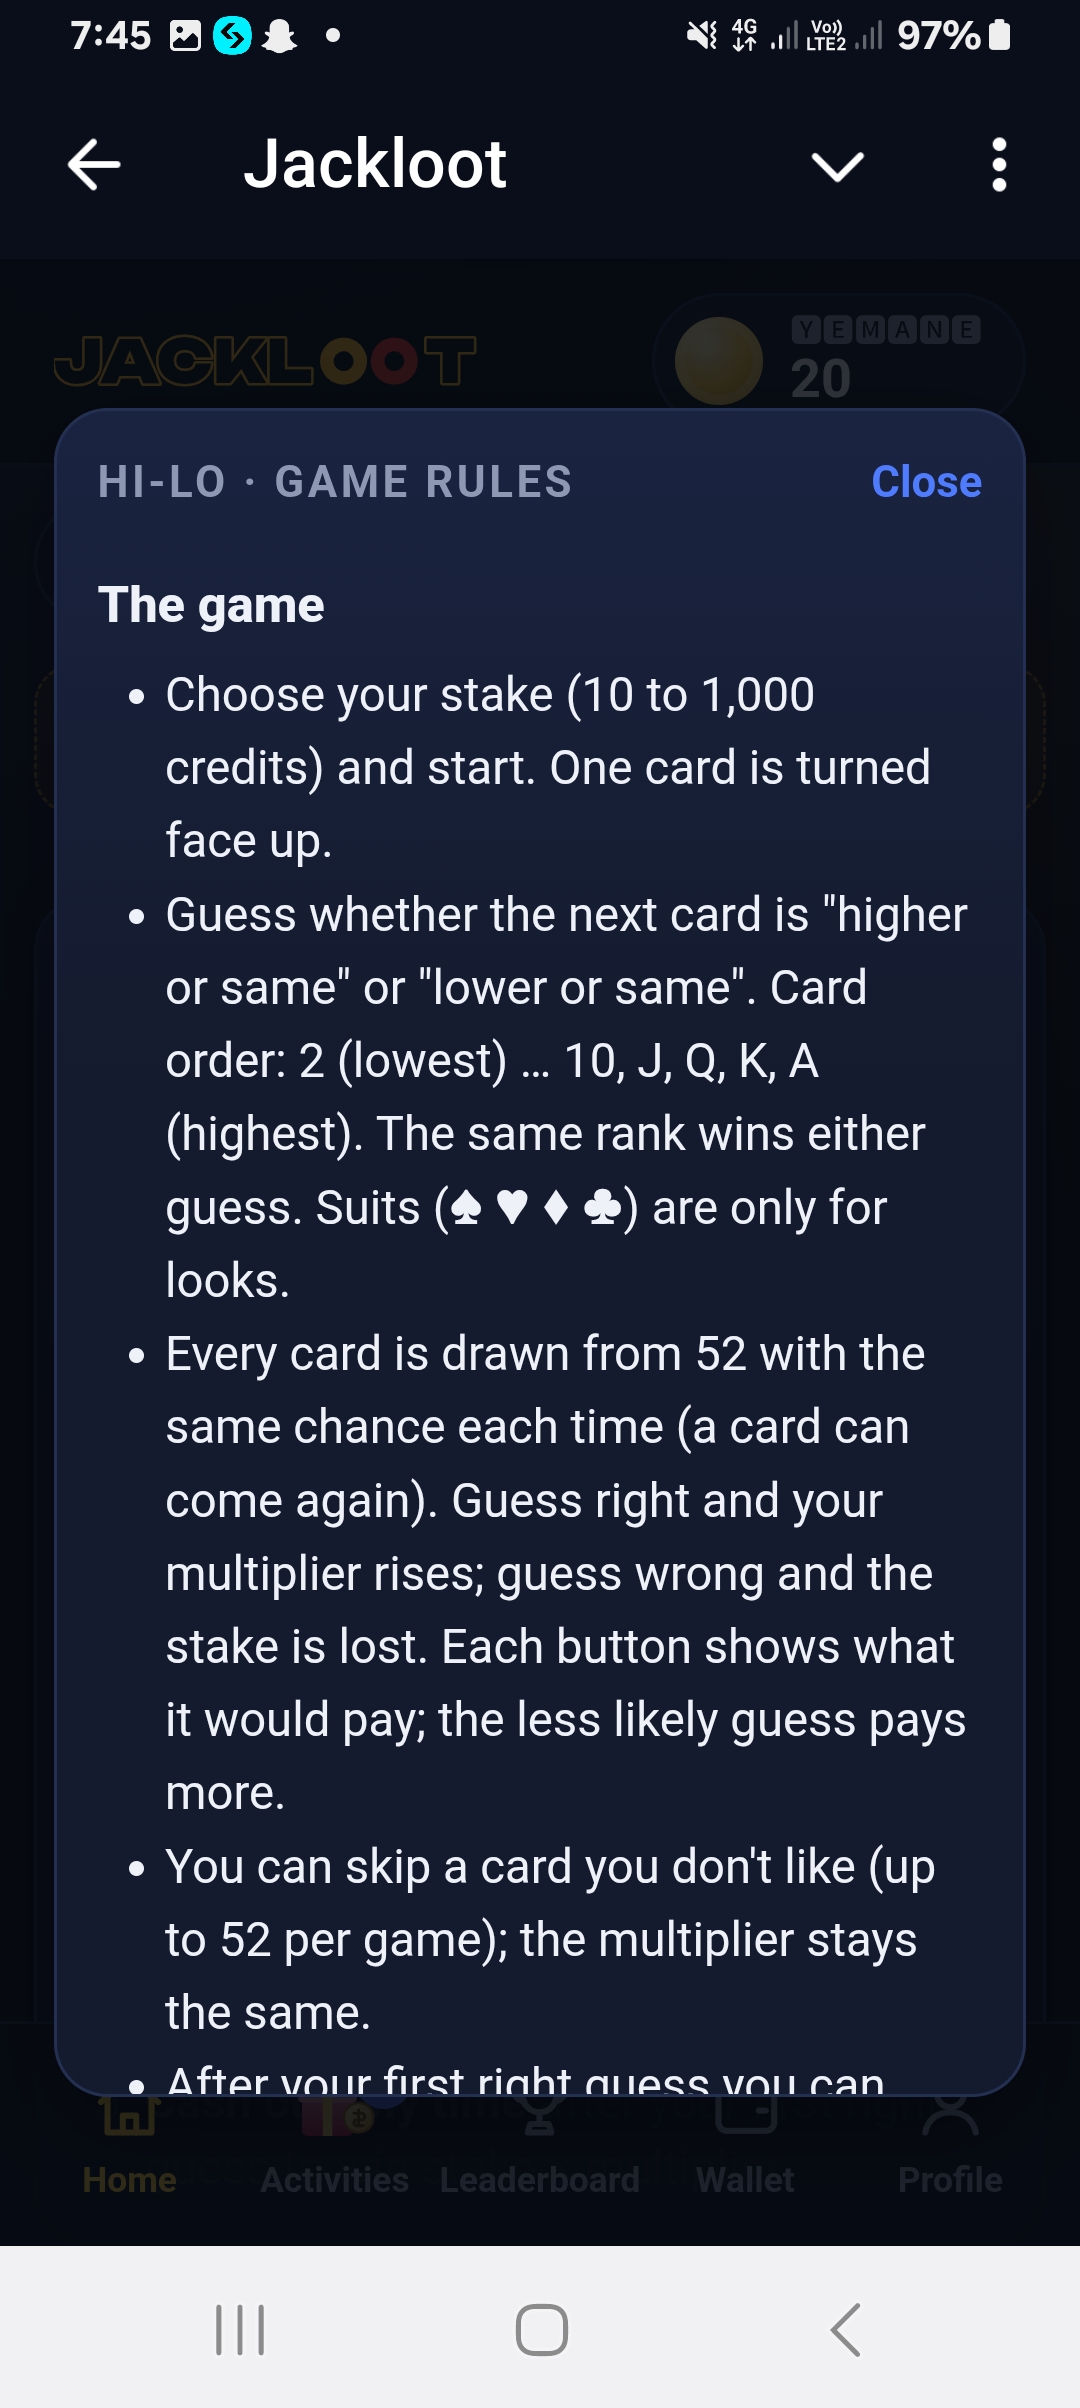 7:45
4G
Vo))
LTE2
97%
Jackloot
JACKLOOT
YEMANE
20
HI-LO · GAME RULES
Close
The game
• Choose your stake (10 to 1,000
credits) and start. One card is turned
face up.
• Guess whether the next card is "higher
or same" or "lower or same". Card
order: 2 (lowest) … 10, J, Q, K, A
(highest). The same rank wins either
guess. Suits (♠ ♥ ♦ ♣) are only for
looks.
• Every card is drawn from 52 with the
same chance each time (a card can
come again). Guess right and your
multiplier rises; guess wrong and the
stake is lost. Each button shows what
it would pay; the less likely guess pays
more.
• You can skip a card you don't like (up
to 52 per game); the multiplier stays
the same.
• After your first right guess you can
Home
Activities
Leaderboard
Wallet
Profile